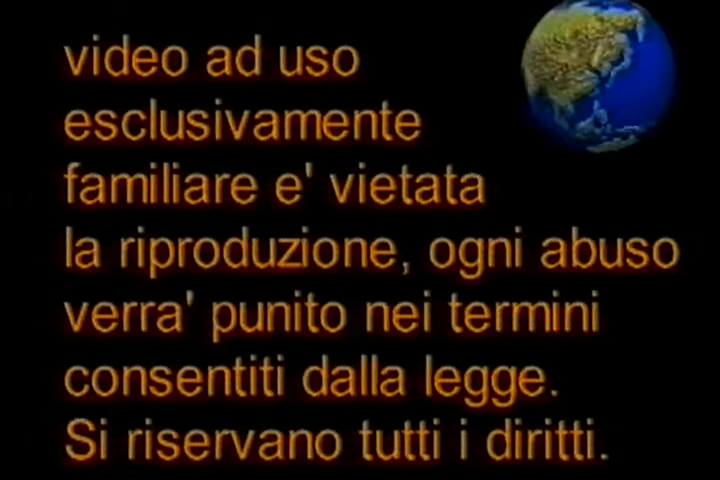 video ad uso
esclusivamente
familiare e' vietata
la riproduzione, ogni abuso
verra' punito nei termini
consentiti dalla legge.
Si riservano tutti i diritti.